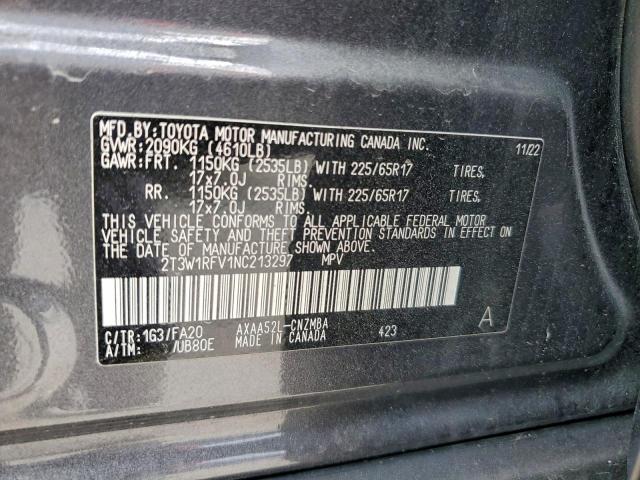 MFD.BY:TOYOTA MOTOR MANUFACTURING CANADA INC. 11/22
GVWR:2090KG (4610LB)
GAWR:FRT. 1150KG (2535LB) WITH 225/65R17 TIRES,
17x7.0J RIMS.
RR. 1150KG (2535LB) WITH 225/65R17 TIRES,
17x7.0J RIMS.
THIS VEHICLE CONFORMS TO ALL APPLICABLE FEDERAL MOTOR
VEHICLE SAFETY AND THEFT PREVENTION STANDARDS IN EFFECT ON
THE DATE OF MANUFACTURE SHOWN ABOVE.
2T3W1RFV1NC213297 MPV
C/TR:1G3/FA20 AXAA52L-CNZMBA 423 A
A/TM: /UB80E MADE IN CANADA